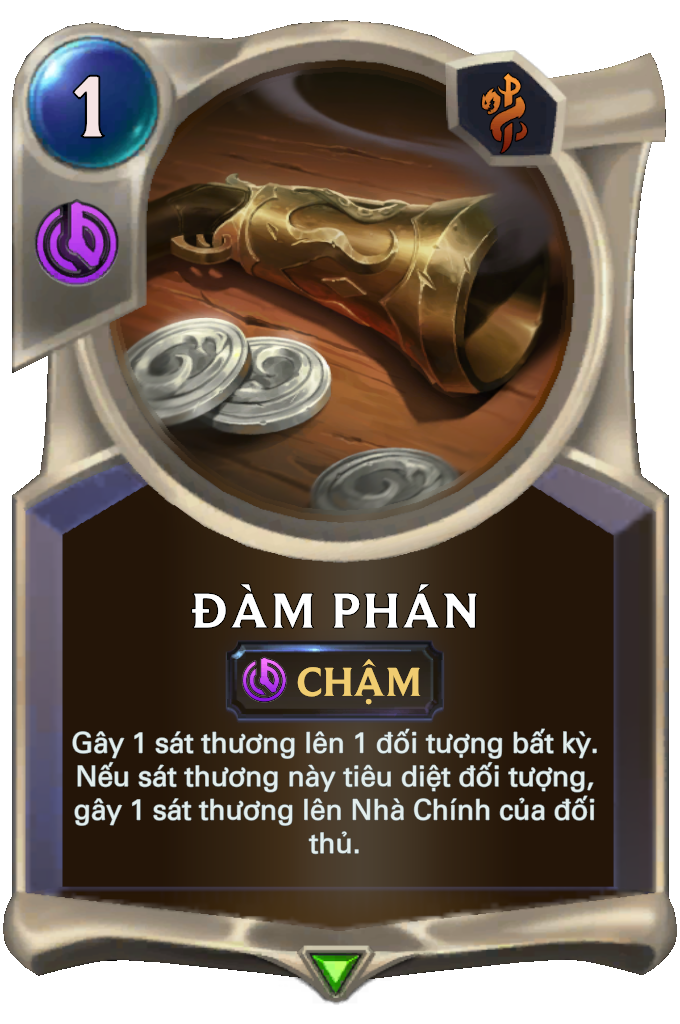 1
ĐÀM PHÁN
CHẬM
Gây 1 sát thương lên 1 đối tượng bất kỳ.
Nếu sát thương này tiêu diệt đối tượng,
gây 1 sát thương lên Nhà Chính của đối
thủ.